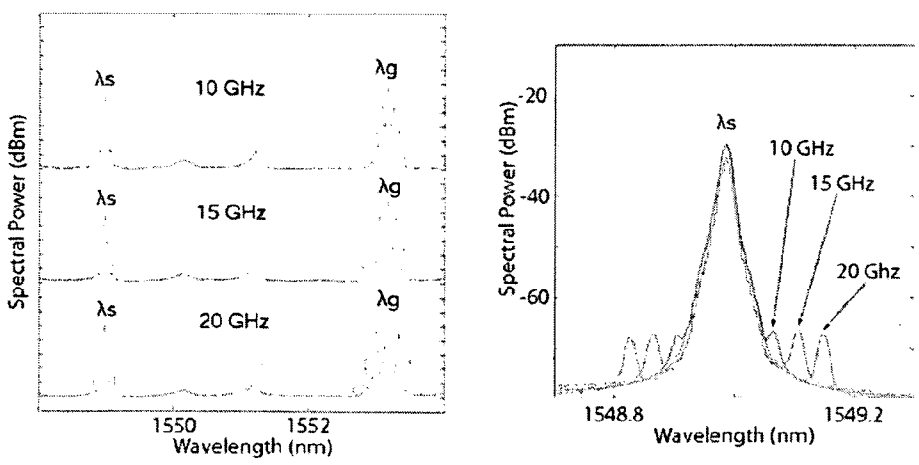 Spectral Power (dBm)
λs
10 GHz
λg
λs
15 GHz
λg
λs
20 GHz
λg
1550
1552
Wavelength (nm)
Spectral Power (dBm)
-20
-40
-60
λs
10 GHz
15 GHz
20 Ghz
1548.8
1549.2
Wavelength (nm)